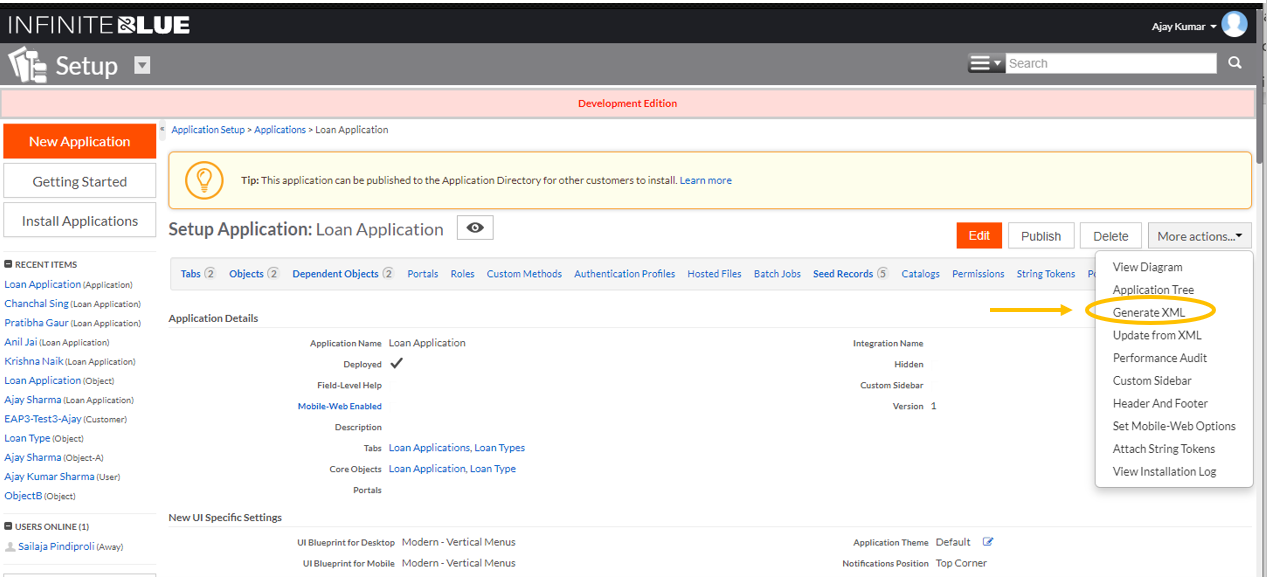 INFINITE BLUE
Ajay Kumar
Setup
Search
Development Edition
New Application
Getting Started
Install Applications
RECENT ITEMS
Loan Application (Application)
Chanchal Sing (Loan Application)
Pratibha Gaur (Loan Application)
Anil Jai (Loan Application)
Krishna Naik (Loan Application)
Loan Application (Object)
Ajay Sharma (Loan Application)
EAP3-Test3-Ajay (Customer)
Loan Type (Object)
Ajay Sharma (Object-A)
Ajay Kumar Sharma (User)
ObjectB (Object)
USERS ONLINE (1)
Sailaja Pindiproli (Away)
« Application Setup > Applications > Loan Application
Tip: This application can be published to the Application Directory for other customers to install. Learn more
Setup Application: Loan Application
Edit Publish Delete More actions...
Tabs 2 Objects 2 Dependent Objects 2 Portals Roles Custom Methods Authentication Profiles Hosted Files Batch Jobs Seed Records 5 Catalogs Permissions String Tokens
View Diagram
Application Tree
Generate XML
Update from XML
Performance Audit
Custom Sidebar
Header And Footer
Set Mobile-Web Options
Attach String Tokens
View Installation Log
Application Details
Application Name Loan Application
Integration Name
Deployed
Hidden
Field-Level Help
Custom Sidebar
Mobile-Web Enabled
Version 1
Description
Tabs Loan Applications, Loan Types
Core Objects Loan Application, Loan Type
Portals
New UI Specific Settings
UI Blueprint for Desktop Modern - Vertical Menus
Application Theme Default
UI Blueprint for Mobile Modern - Vertical Menus
Notifications Position Top Corner